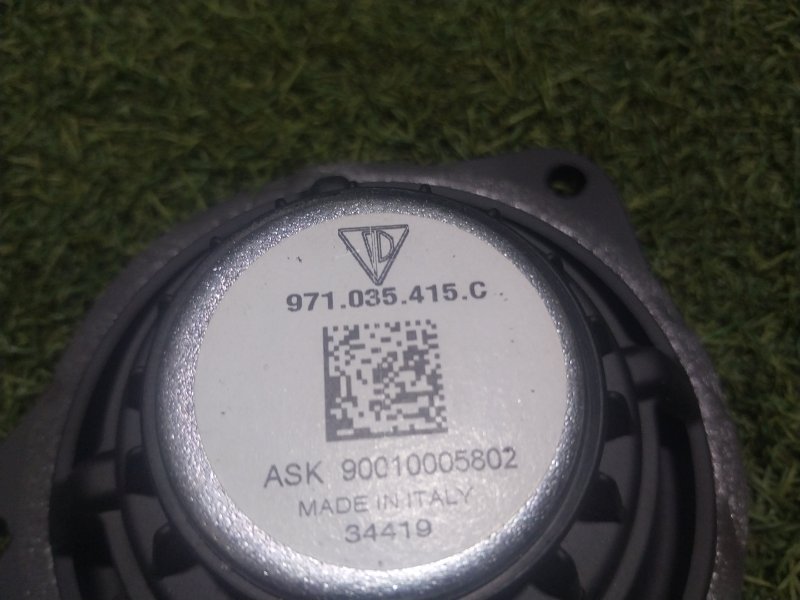 971.035.415.C
ASK 90010005802
MADE IN ITALY
34419